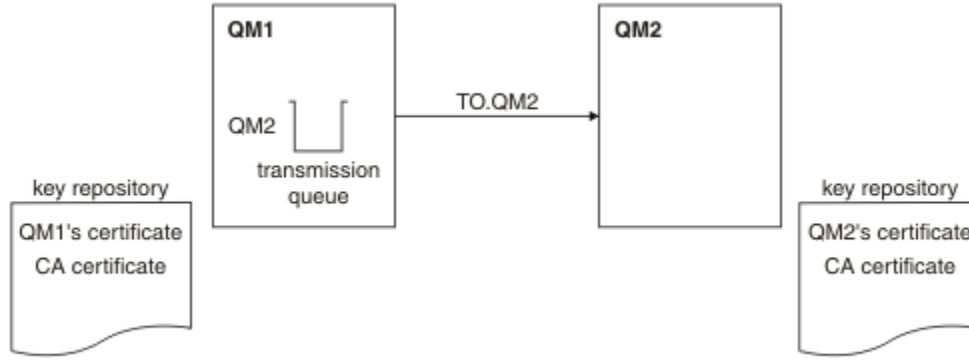 QM1
QM2
TO.QM2
QM2
transmission
queue
key repository
QM1's certificate
CA certificate
key repository
QM2's certificate
CA certificate